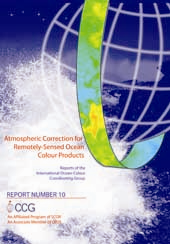 Atmospheric Correction for
Remotely-Sensed Ocean
Colour Products
Reports of the
International Ocean-Colour
Coordinating Group
REPORT NUMBER 10
IOCCG
An Affiliated Program of SCOR
An Associate Member of CEOS